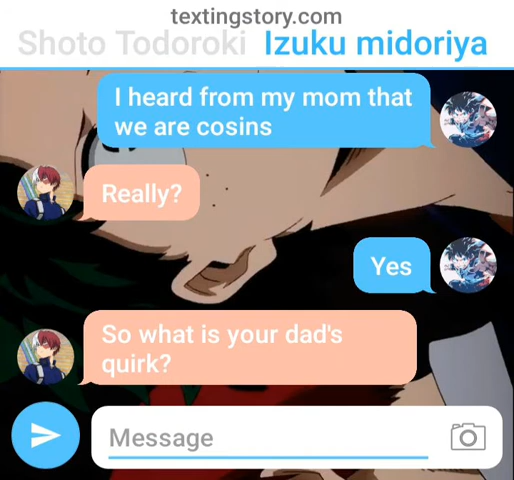 textingstory.com
Shoto Todoroki Izuku midoriya
I heard from my mom that
we are cosins
Really?
Yes
So what is your dad's
quirk?
Message